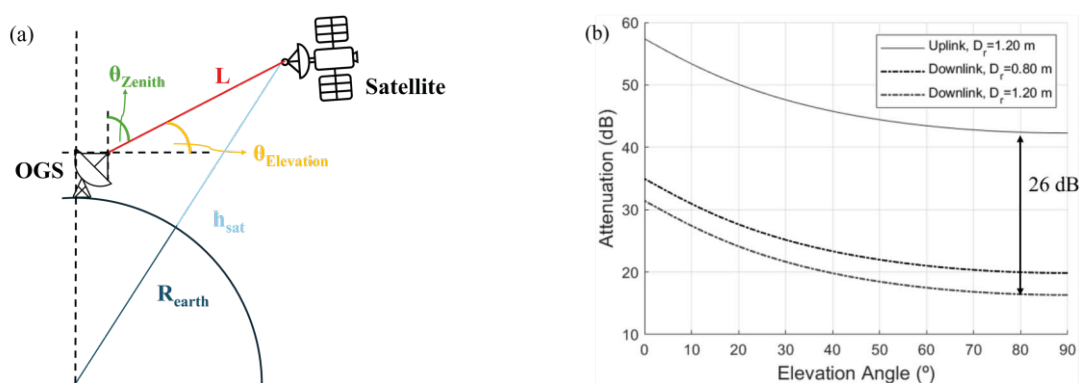 (a)
θZenith
L
Satellite
OGS
θElevation
hsat
Rearth
(b)
60
50
40
30
20
10
Attenuation (dB)
Uplink, Dr=1.20 m
Downlink, Dr=0.80 m
Downlink, Dr=1.20 m
26 dB
0 10 20 30 40 50 60 70 80 90
Elevation Angle (º)